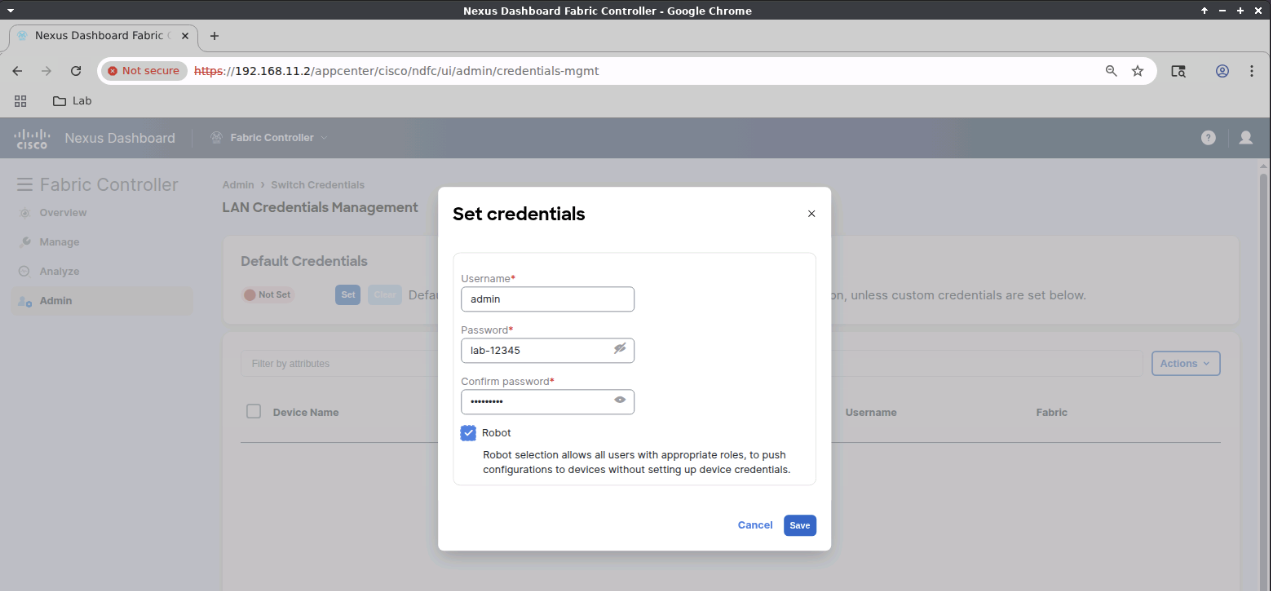 Nexus Dashboard Fabric Controller - Google Chrome
Nexus Dashboard Fabric
Not secure https://192.168.11.2/appcenter/cisco/ndfc/ui/admin/credentials-mgmt
Lab
CISCO Nexus Dashboard Fabric Controller
Fabric Controller
Overview
Manage
Analyze
Admin
Admin > Switch Credentials
LAN Credentials Management
Default Credentials
Not Set Set Clear Defau on, unless custom credentials are set below.
Filter by attributes Actions
Device Name Username Fabric
Set credentials
Username*
admin
Password*
lab-12345
Confirm password*
•••••••••
Robot
Robot selection allows all users with appropriate roles, to push
configurations to devices without setting up device credentials.
Cancel Save